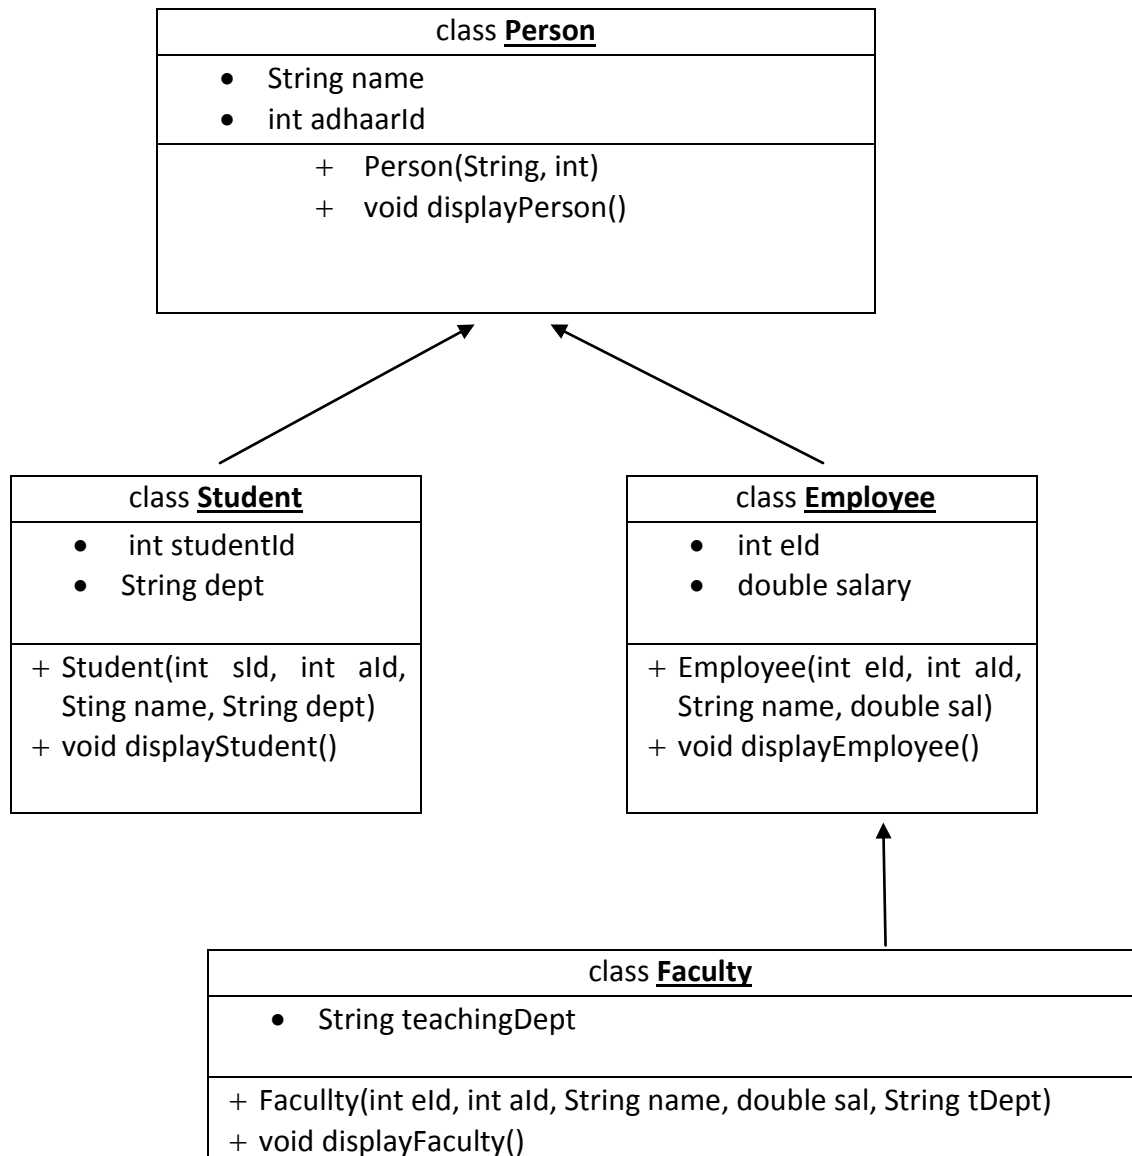 class Person
• String name
• int adhaarId
+ Person(String, int)
+ void displayPerson()
class Student
• int studentId
• String dept
+ Student(int sId, int aId,
Sting name, String dept)
+ void displayStudent()
class Employee
• int eId
• double salary
+ Employee(int eId, int aId,
String name, double sal)
+ void displayEmployee()
class Faculty
• String teachingDept
+ Facullty(int eId, int aId, String name, double sal, String tDept)
+ void displayFaculty()